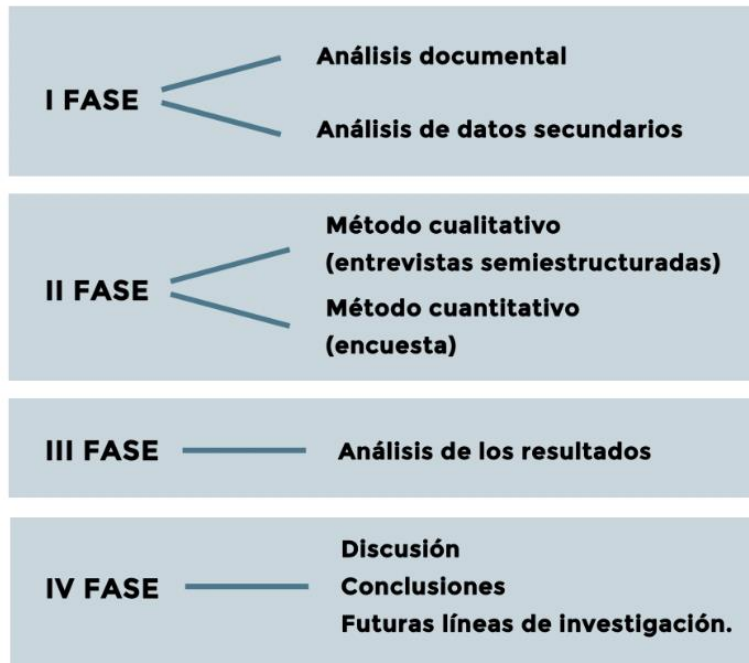 I FASE
Análisis documental
Análisis de datos secundarios
II FASE
Método cualitativo
(entrevistas semiestructuradas)
Método cuantitativo
(encuesta)
III FASE
Análisis de los resultados
IV FASE
Discusión
Conclusiones
Futuras líneas de investigación.